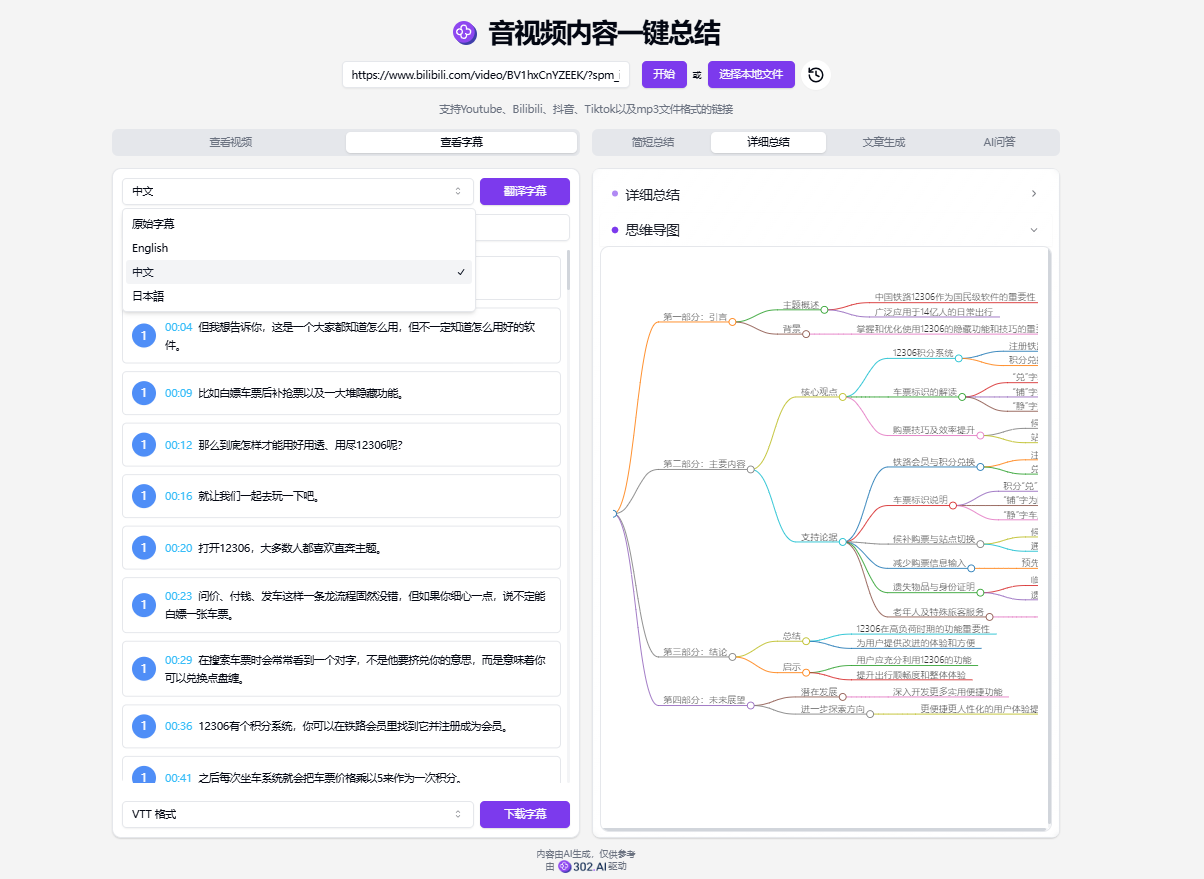 音视频内容一键总结
https://www.bilibili.com/video/BV1hxCnYZEEK/?spm_i
开始
或
选择本地文件
支持Youtube、Bilibili、抖音、Tiktok以及mp3文件格式的链接
查看视频
查看字幕
简短总结
详细总结
文章生成
AI问答
中文
翻译字幕
原始字幕
English
中文
日本語
1 00:04 但我想告诉你，这是一个大家都知道怎么用，但不一定知道怎么用好的软
件。
1 00:09 比如白嫖车票后补抢票以及一大堆隐藏功能。
1 00:12 那么到底怎样才能用好用透、用尽12306呢?
1 00:16 就让我们一起去玩一下吧。
1 00:20 打开12306，大多数人都喜欢直奔主题。
1 00:23 问价、付钱、发车这样一条龙流程固然没错，但如果你细心一点，说不定能
白嫖一张车票。
1 00:29 在搜索车票时会常常看到一个对字，不是他要挤兑你的意思，而是意味着你
可以兑换点盘缠。
1 00:36 12306有个积分系统，你可以在铁路会员里找到它并注册成为会员。
1 00:41 之后每次坐车系统就会把车票价格乘以5来作为一次积分。
VTT 格式
下载字幕
详细总结
思维导图
第一部分：引言
主题概述
中国铁路12306作为国民级软件的重要性
广泛应用于14亿人的日常出行
背景
掌握和优化使用12306的隐藏功能和技巧的重
第二部分：主要内容
核心观点
12306积分系统
注册铁
积分兑
车票标识的解读
“兑”字
“铺”字
“静”字
购票技巧及效率提升
候
站
支持论据
铁路会员与积分兑换
注
兑
车票标识说明
积分“兑”
“铺”字为
“静”字车
候补购票与站点切换
候
通
减少购票信息输入
预先
遗失物品与身份证明
临
遗
老年人及特殊旅客服务
第三部分：结论
总结
12306在高负荷时期的功能重要性
为用户提供改进的体验和方便
启示
用户应充分利用12306的功能
提升出行顺畅度和整体体验
第四部分：未来展望
潜在发展
深入开发更多实用便捷功能
进一步探索方向
更便捷更人性化的用户体验提
内容由AI生成，仅供参考
由 302.AI 驱动